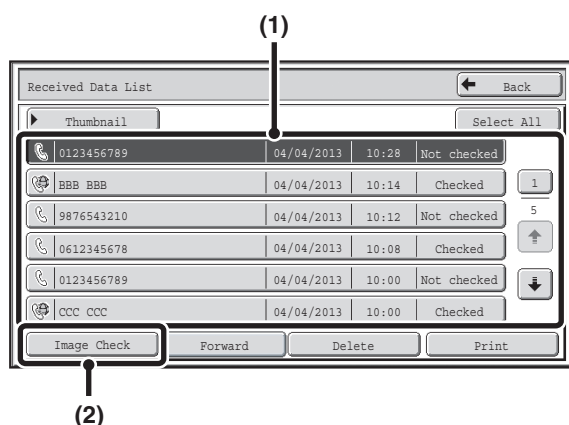 (1)
Received Data List Back
Thumbnail Select All
0123456789 04/04/2013 10:28 Not checked
BBB BBB 04/04/2013 10:14 Checked 1
9876543210 04/04/2013 10:12 Not checked 5
0612345678 04/04/2013 10:08 Checked
0123456789 04/04/2013 10:00 Not checked
CCC CCC 04/04/2013 10:00 Checked
Image Check Forward Delete Print
(2)